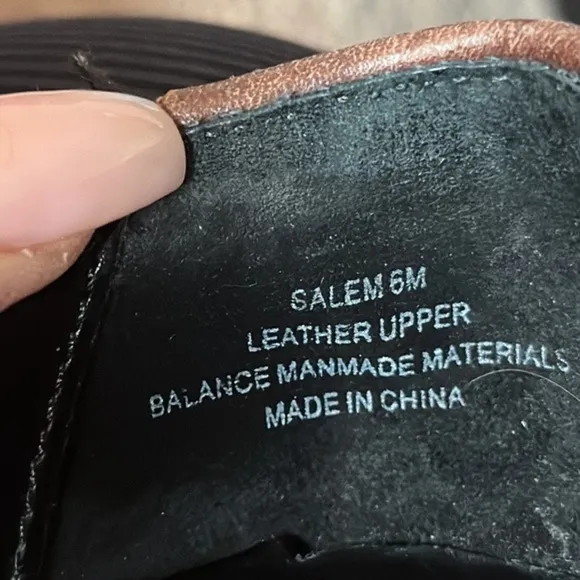 SALEM 6M
LEATHER UPPER
BALANCE MANMADE MATERIALS
MADE IN CHINA